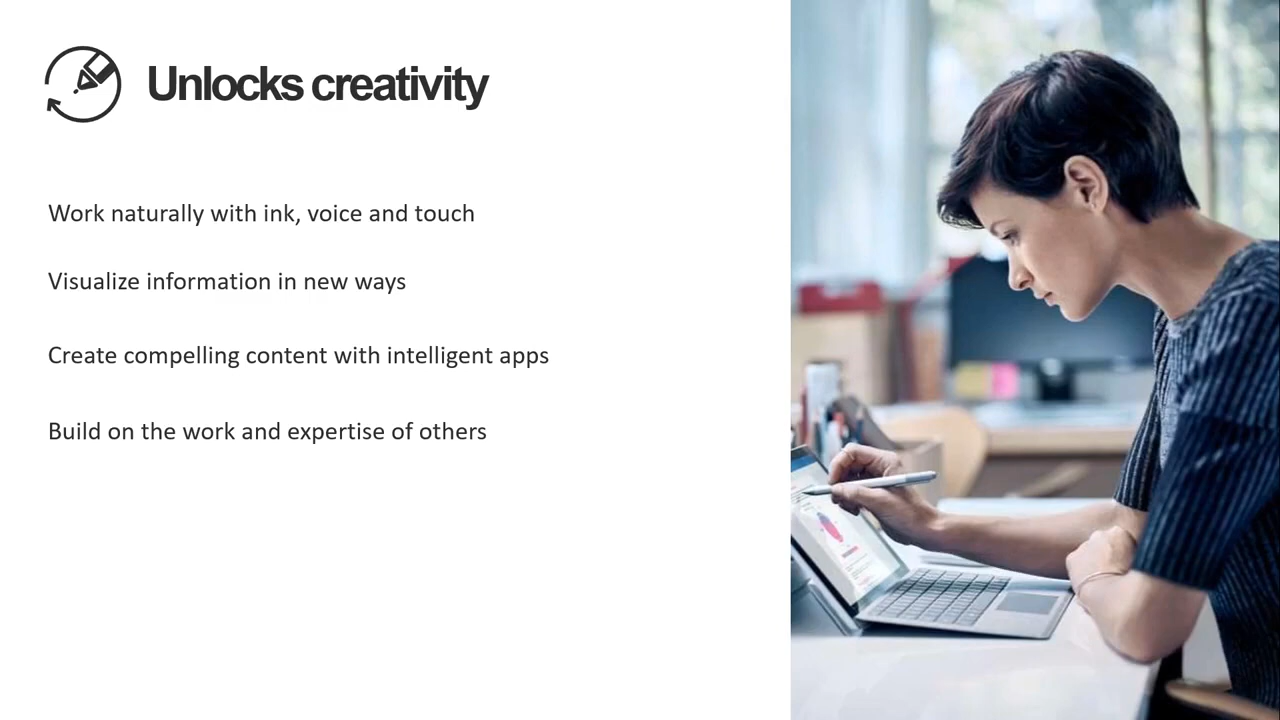 Unlocks creativity
Work naturally with ink, voice and touch
Visualize information in new ways
Create compelling content with intelligent apps
Build on the work and expertise of others